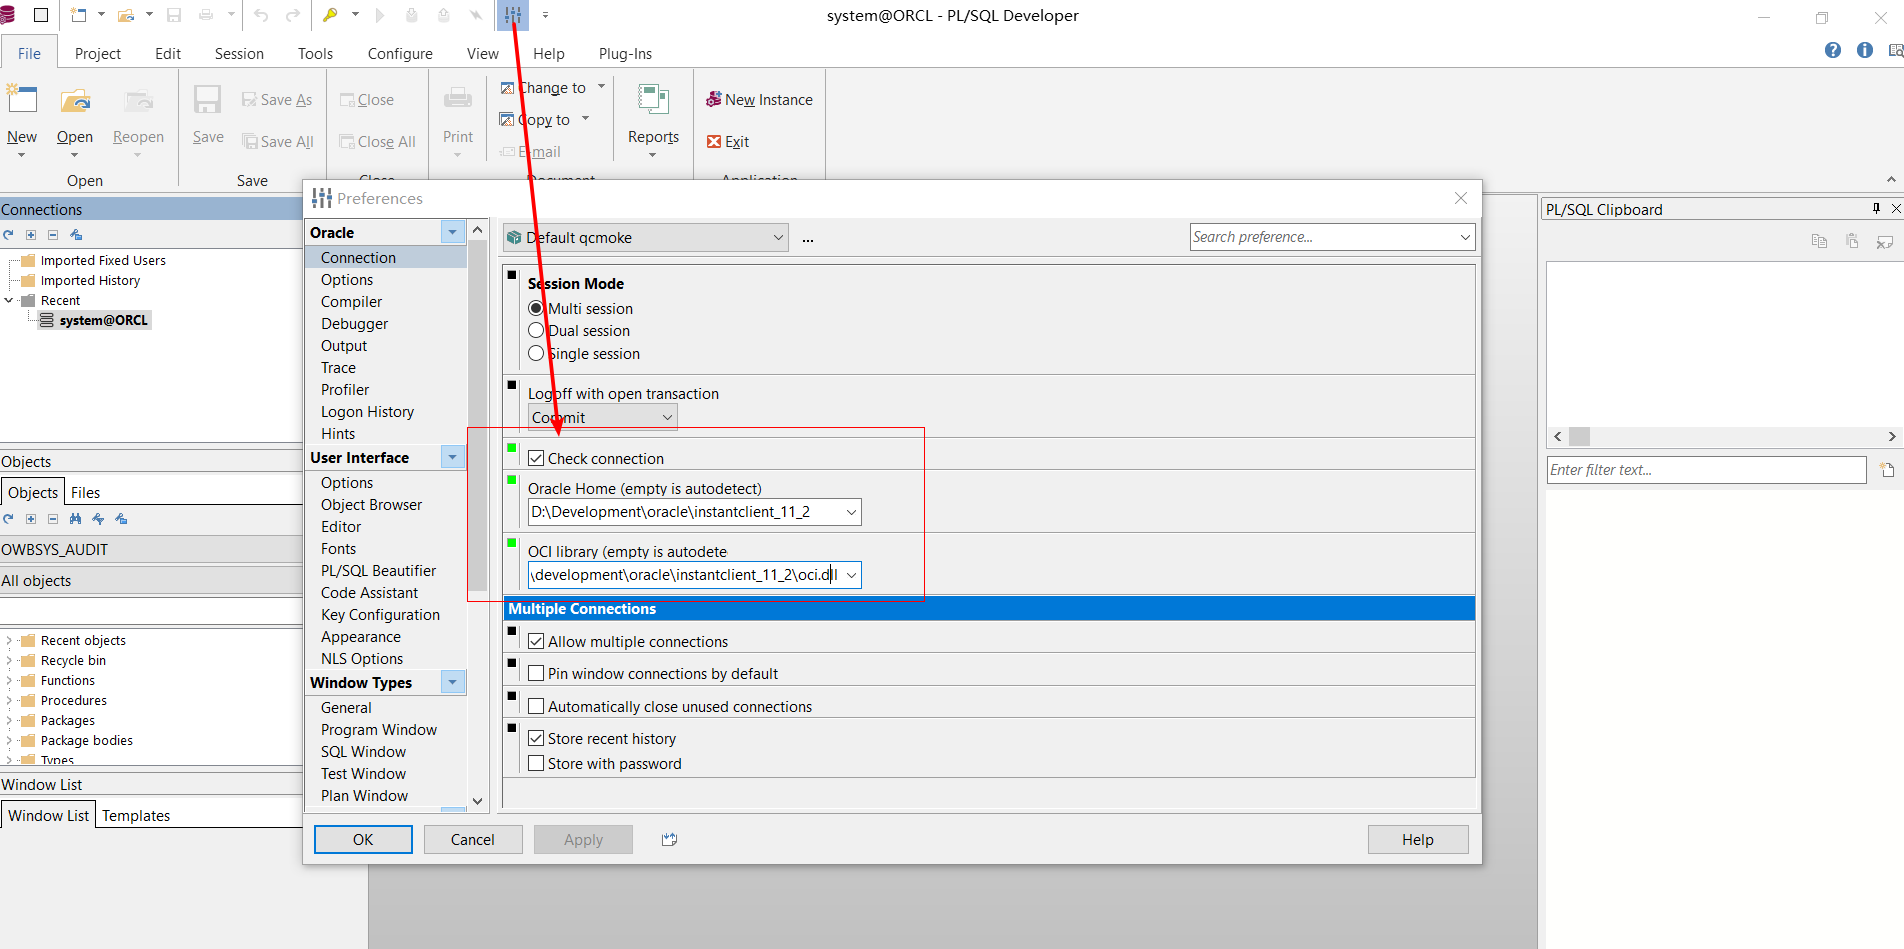 system@ORCL - PL/SQL Developer
File Project Edit Session Tools Configure View Help Plug-Ins
New Open Reopen Save Save As Save All Close Close All Print Change to Copy to E-mail Reports New Instance Exit
Open Save Close Document Application
Connections
Imported Fixed Users
Imported History
Recent
system@ORCL
Objects
Objects Files
OWBSYS_AUDIT
All objects
Recent objects
Recycle bin
Functions
Procedures
Packages
Package bodies
Types
Window List
Window List Templates
Preferences
Oracle
Connection
Options
Compiler
Debugger
Output
Trace
Profiler
Logon History
Hints
User Interface
Options
Object Browser
Editor
Fonts
PL/SQL Beautifier
Code Assistant
Key Configuration
Appearance
NLS Options
Window Types
General
Program Window
SQL Window
Test Window
Plan Window
Default qcmoke ... Search preference...
Session Mode
Multi session
Dual session
Single session
Logoff with open transaction
Commit
Check connection
Oracle Home (empty is autodetect)
D:\Development\oracle\instantclient_11_2
OCI library (empty is autodete
\development\oracle\instantclient_11_2\oci.dll
Multiple Connections
Allow multiple connections
Pin window connections by default
Automatically close unused connections
Store recent history
Store with password
OK Cancel Apply Help
PL/SQL Clipboard
Enter filter text...